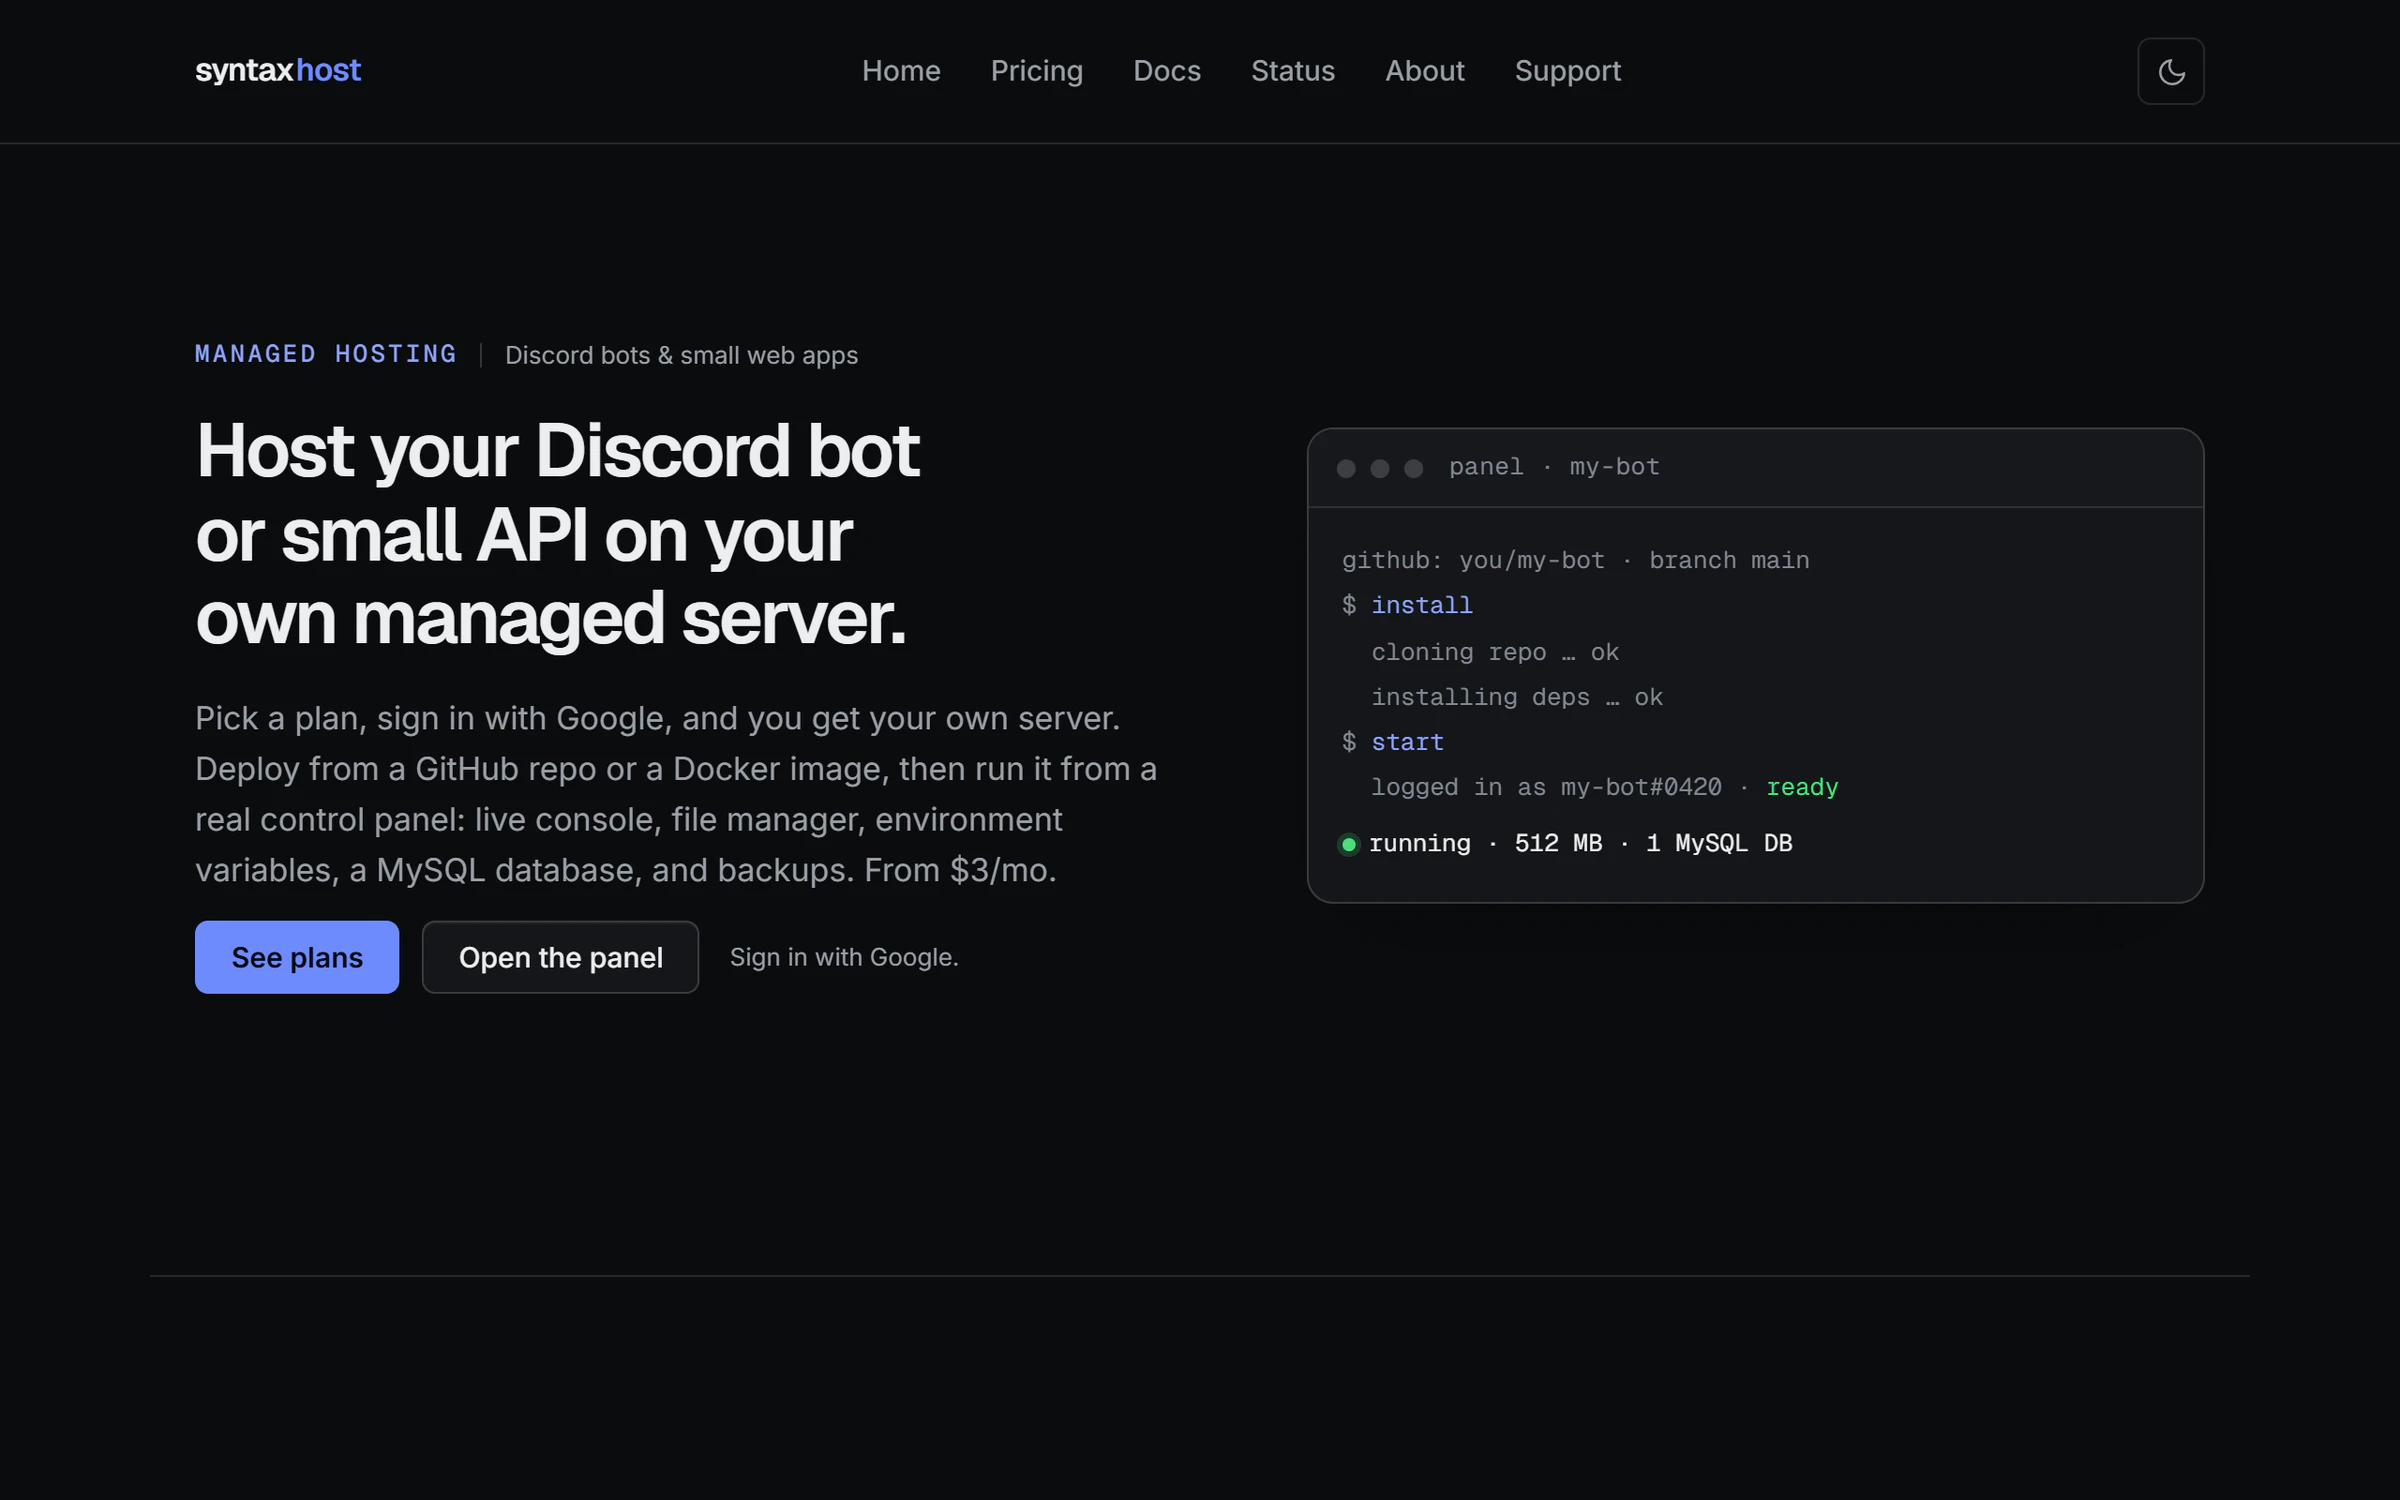 syntaxhost
Home Pricing Docs Status About Support
MANAGED HOSTING Discord bots & small web apps
Host your Discord bot
or small API on your
own managed server.
Pick a plan, sign in with Google, and you get your own server.
Deploy from a GitHub repo or a Docker image, then run it from a
real control panel: live console, file manager, environment
variables, a MySQL database, and backups. From $3/mo.
See plans Open the panel Sign in with Google.
panel · my-bot
github: you/my-bot · branch main
$ install
cloning repo … ok
installing deps … ok
$ start
logged in as my-bot#0420 · ready
running · 512 MB · 1 MySQL DB